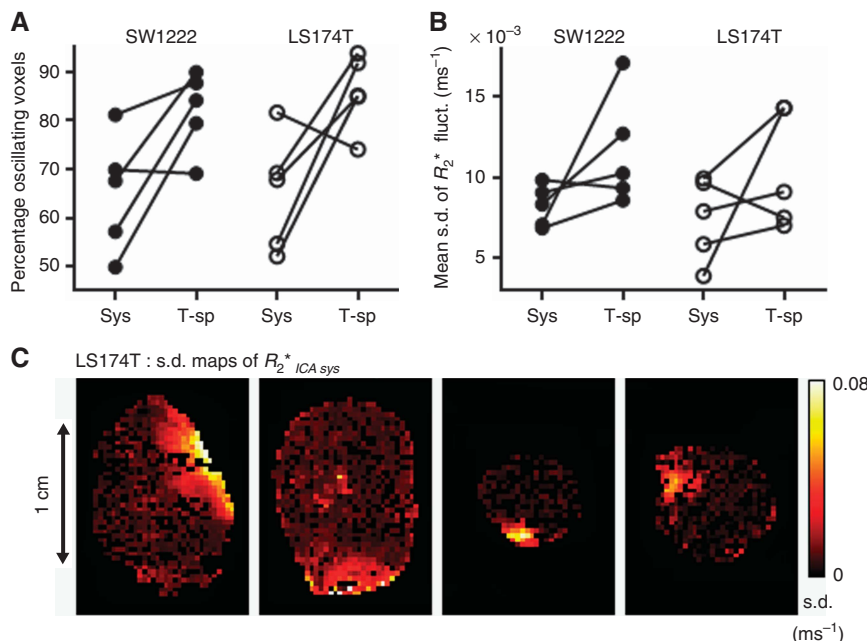 A
SW1222 LS174T
Percentage oscillating voxels
90
80
70
60
50
Sys T-sp Sys T-sp
B
× 10⁻³
SW1222 LS174T
Mean s.d. of R₂* fluct. (ms⁻¹)
15
10
5
Sys T-sp Sys T-sp
C
LS174T : s.d. maps of R₂* ICA sys
1 cm
0.08
0
s.d.
(ms⁻¹)